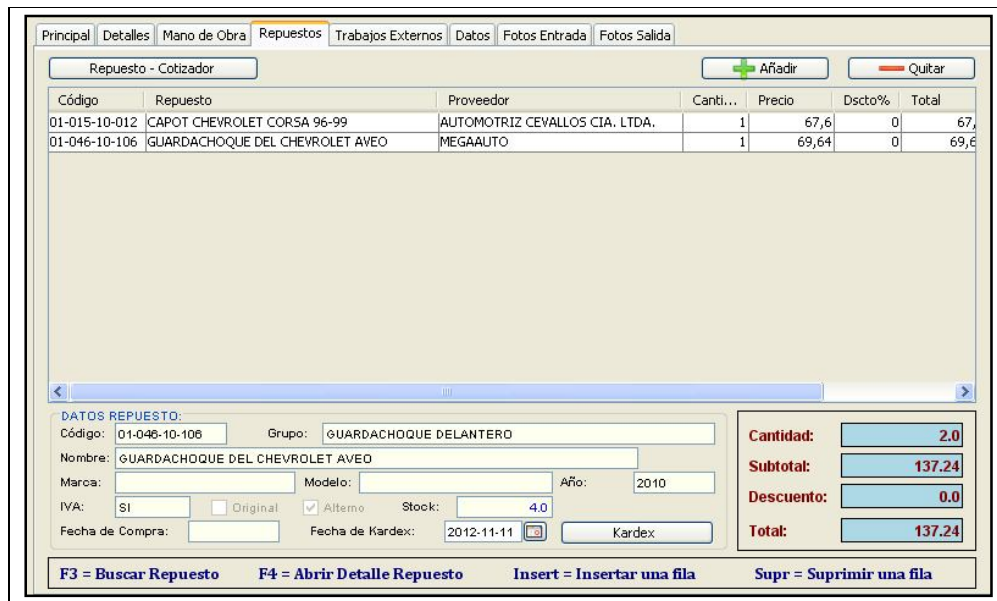 Principal Detalles Mano de Obra Repuestos Trabajos Externos Datos Fotos Entrada Fotos Salida
Repuesto - Cotizador Añadir Quitar
Código Repuesto Proveedor Canti... Precio Dscto% Total
01-015-10-012 CAPOT CHEVROLET CORSA 96-99 AUTOMOTRIZ CEVALLOS CIA. LTDA. 1 67,6 0 67,
01-046-10-106 GUARDACHOQUE DEL CHEVROLET AVEO MEGAAUTO 1 69,64 0 69,6
DATOS REPUESTO:
Código: 01-046-10-106 Grupo: GUARDACHOQUE DELANTERO
Nombre: GUARDACHOQUE DEL CHEVROLET AVEO
Marca: Modelo: Año: 2010
IVA: SI Original Alterno Stock: 4.0
Fecha de Compra: Fecha de Kardex: 2012-11-11 Kardex
Cantidad: 2.0
Subtotal: 137.24
Descuento: 0.0
Total: 137.24
F3 = Buscar Repuesto F4 = Abrir Detalle Repuesto Insert = Insertar una fila Supr = Suprimir una fila